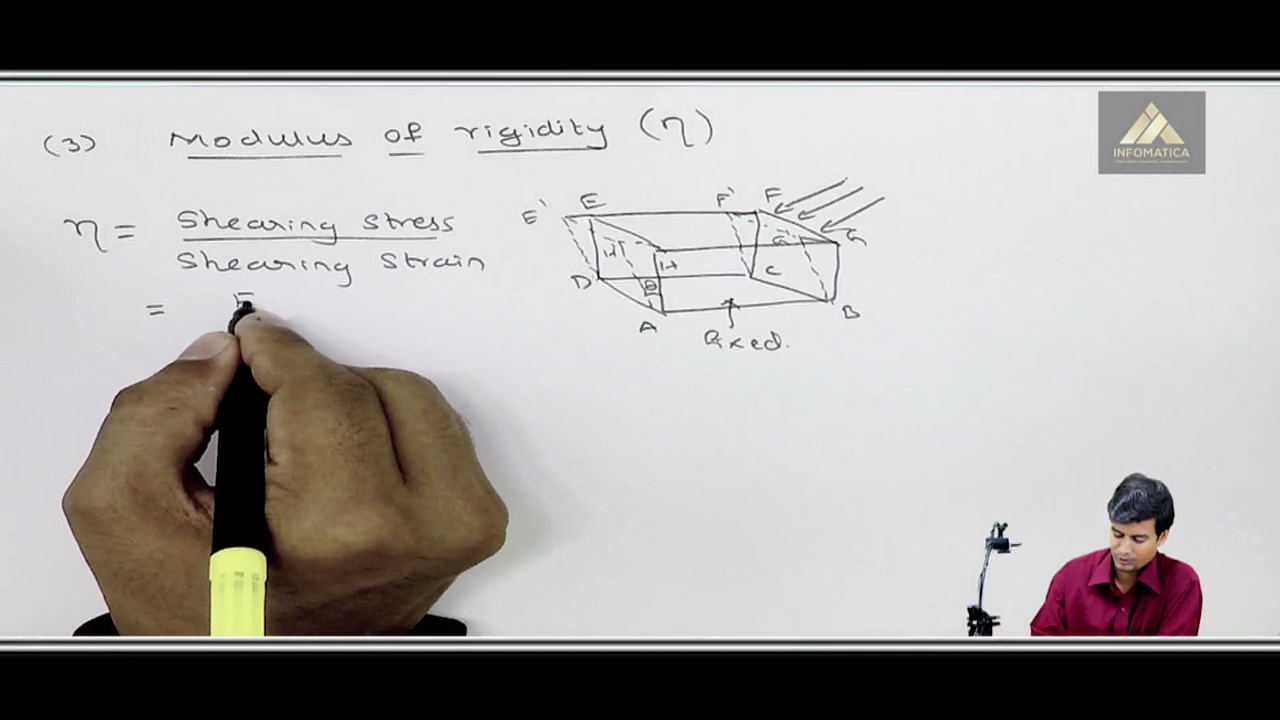 (3) Modulus of rigidity (η)
η = Shearing stress
Shearing strain
= F
E' E F' F
H' H G' G
D C
θ
A B
fixed.
INFOMATICA